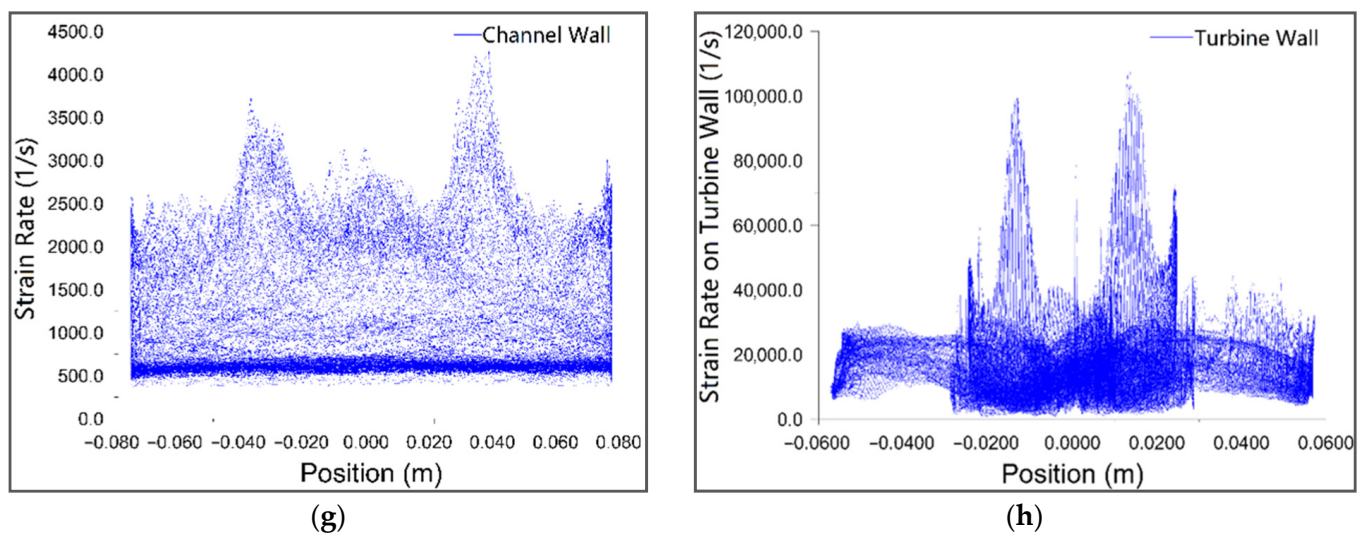 4500.0
Channel Wall
4000.0
3500.0
3000.0
2500.0
2000.0
1500.0
1000.0
500.0
0.0
Strain Rate (1/s)
−0.080 −0.060 −0.040 −0.020 0.000 0.020 0.040 0.060 0.080
Position (m)
(g)
120,000.0
Turbine Wall
100,000.0
80,000.0
60,000.0
40,000.0
20,000.0
0.0
Strain Rate on Turbine Wall (1/s)
−0.0600 −0.0400 −0.0200 0.0000 0.0200 0.0400 0.0600
Position (m)
(h)